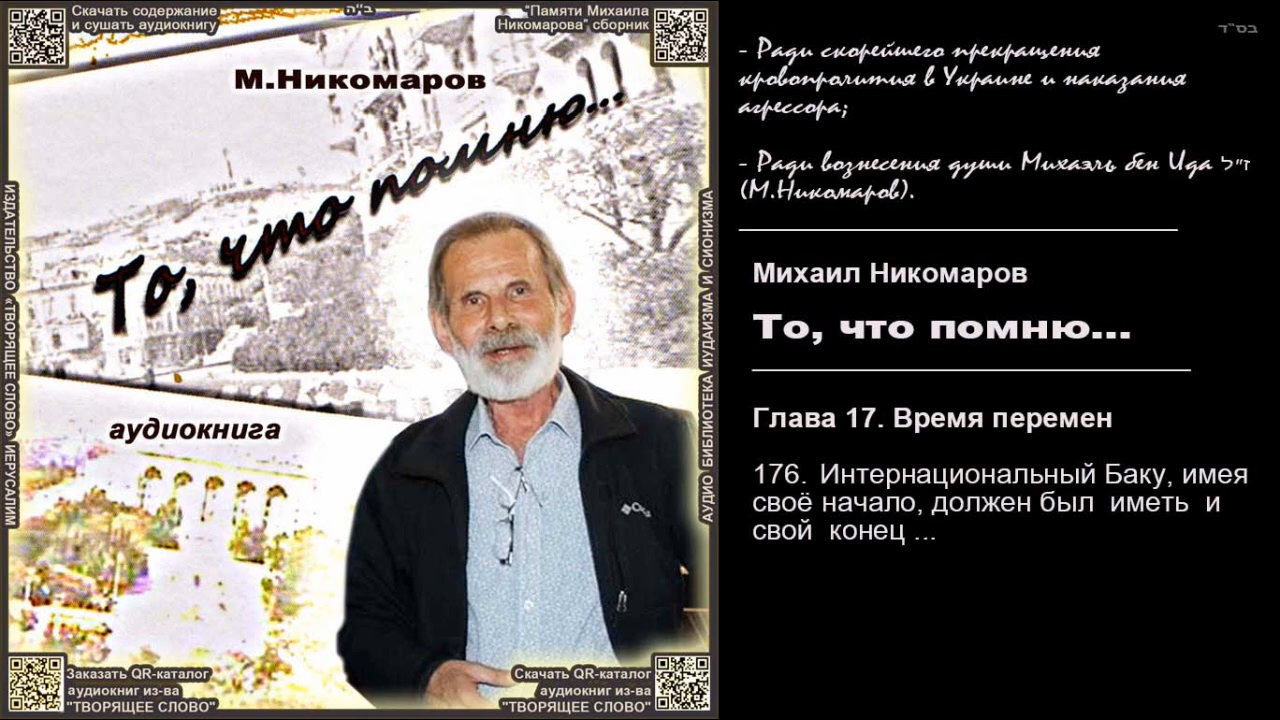 Скачать содержание
и сушать аудиокнигу
ב"ה
"Памяти Михаила
Никомарова" сборник
М.Никомаров
То, что помню...
аудиокнига
ИЗДАТЕЛЬСТВО «ТВОРЯЩЕЕ СЛОВО» ИЕРУСАЛИМ
АУДИО БИБЛИОТЕКА ИУДАИЗМА И СИОНИЗМА
Заказать QR-каталог
аудиокниг из-ва
"ТВОРЯЩЕЕ СЛОВО"
Скачать QR-каталог
аудиокниг из-ва
"ТВОРЯЩЕЕ СЛОВО"
בס"ד
- Ради скорейшего прекращения
кровопролития в Украине и наказания
агрессора;
- Ради вознесения души Михаэль бен Ида ז"ל
(М.Никомаров).
Михаил Никомаров
То, что помню...
Глава 17. Время перемен
176. Интернациональный Баку, имея
своё начало, должен был иметь и
свой конец ...